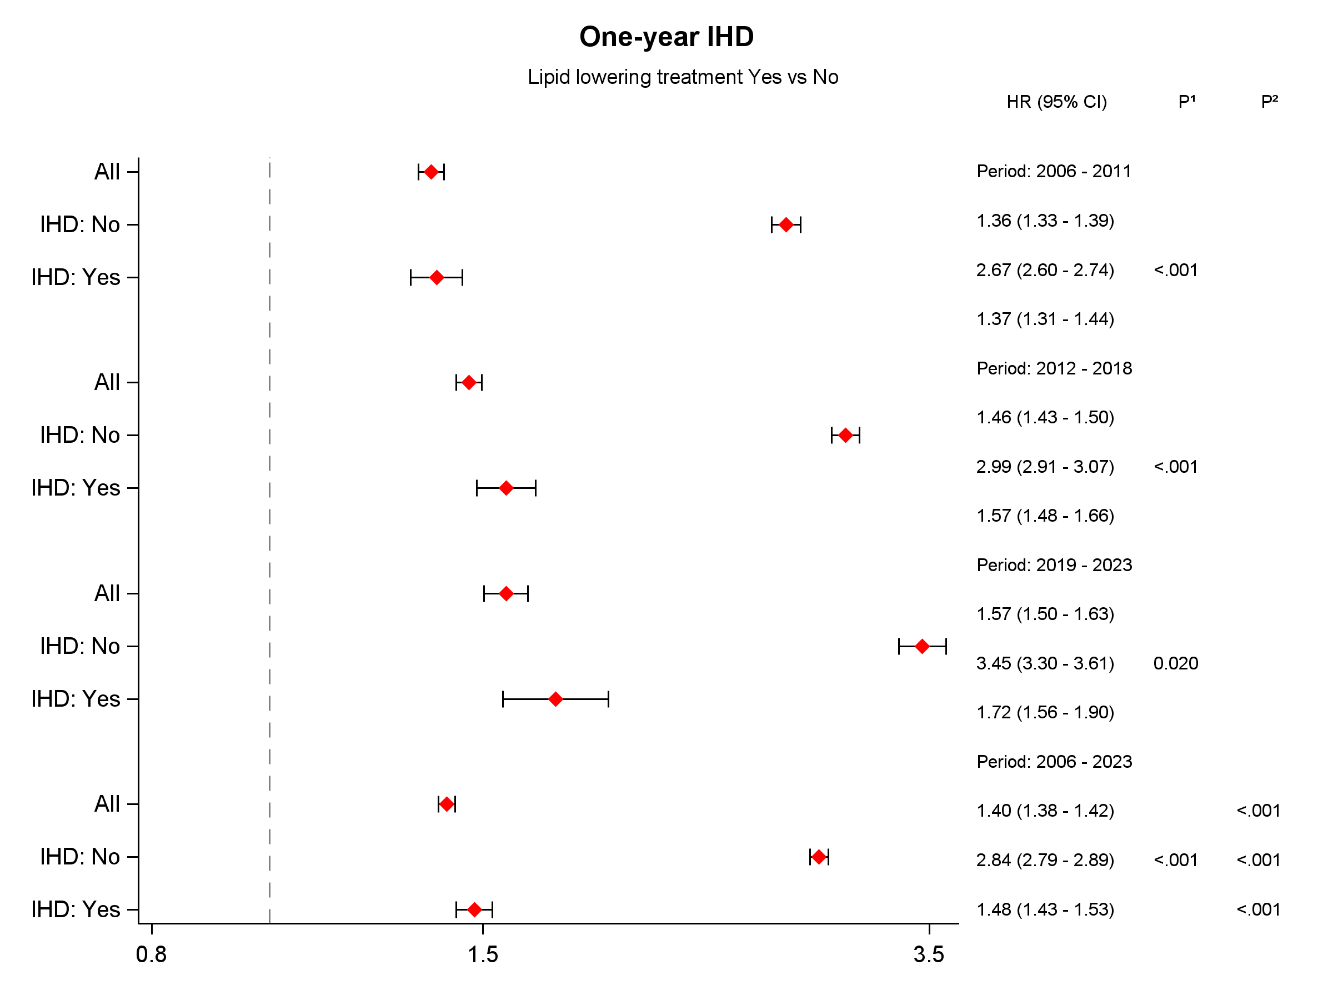 One-year IHD
Lipid lowering treatment Yes vs No
HR (95% CI) P¹ P²
All Period: 2006 - 2011
IHD: No 1.36 (1.33 - 1.39)
IHD: Yes 2.67 (2.60 - 2.74) <.001
1.37 (1.31 - 1.44)
All Period: 2012 - 2018
IHD: No 1.46 (1.43 - 1.50)
IHD: Yes 2.99 (2.91 - 3.07) <.001
1.57 (1.48 - 1.66)
Period: 2019 - 2023
All 1.57 (1.50 - 1.63)
IHD: No 3.45 (3.30 - 3.61) 0.020
IHD: Yes 1.72 (1.56 - 1.90)
Period: 2006 - 2023
All 1.40 (1.38 - 1.42) <.001
IHD: No 2.84 (2.79 - 2.89) <.001 <.001
IHD: Yes 1.48 (1.43 - 1.53) <.001
0.8 1.5 3.5